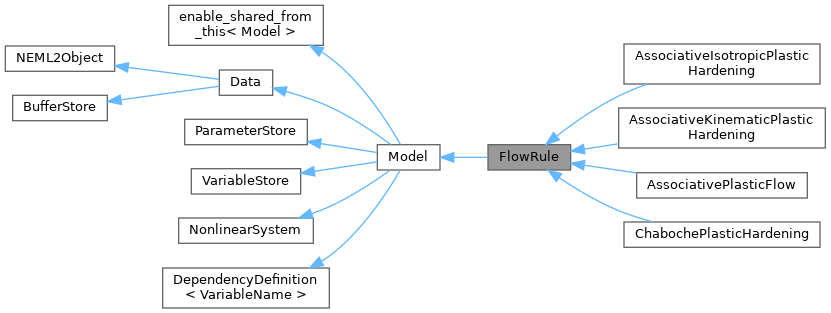 enable_shared_from
_this< Model >
NEML2Object
BufferStore
Data
ParameterStore
VariableStore
NonlinearSystem
DependencyDefinition
< VariableName >
Model
FlowRule
AssociativeIsotropicPlastic
Hardening
AssociativeKinematicPlastic
Hardening
AssociativePlasticFlow
ChabochePlasticHardening